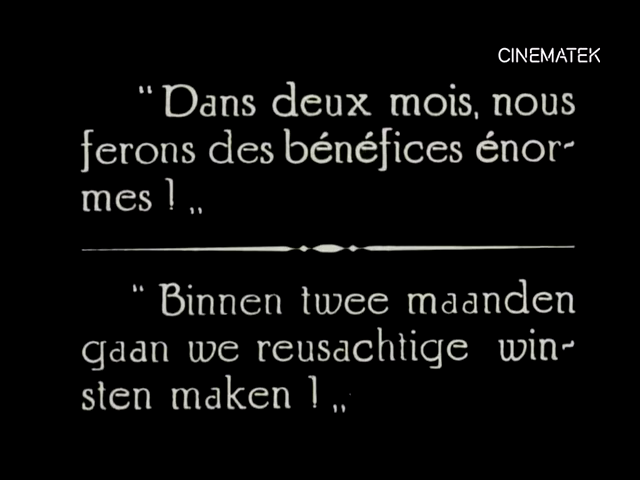 CINEMATEK
“Dans deux mois, nous
ferons des bénéfices énor-
mes ! „
“Binnen twee maanden
gaan we reusachtige win-
sten maken ! „